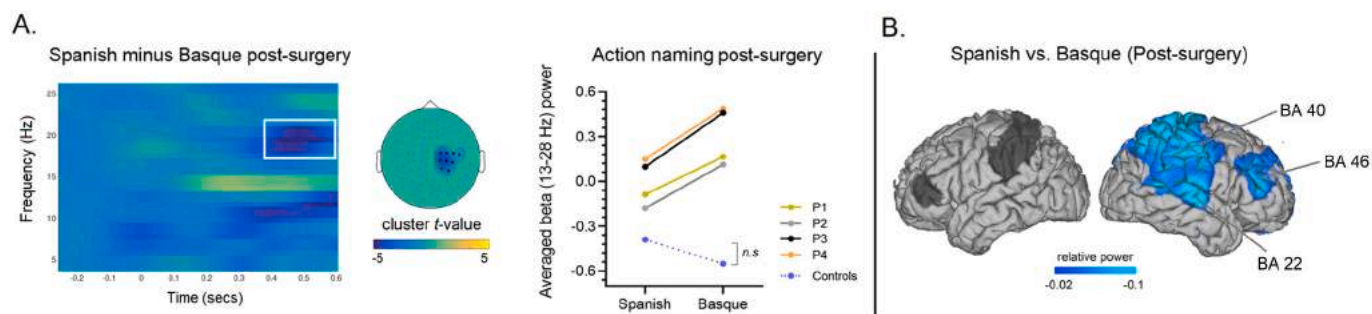 A.
Spanish minus Basque post-surgery
Frequency (Hz)
25
20
15
10
5
-0.2 -0.1 0 0.1 0.2 0.3 0.4 0.5 0.6
Time (secs)
cluster t-value
-5 5
Action naming post-surgery
Averaged beta (13-28 Hz) power
0.6
0.3
0.0
-0.3
-0.6
Spanish Basque
n.s
P1
P2
P3
P4
Controls
B.
Spanish vs. Basque (Post-surgery)
BA 40
BA 46
BA 22
relative power
-0.02 -0.1